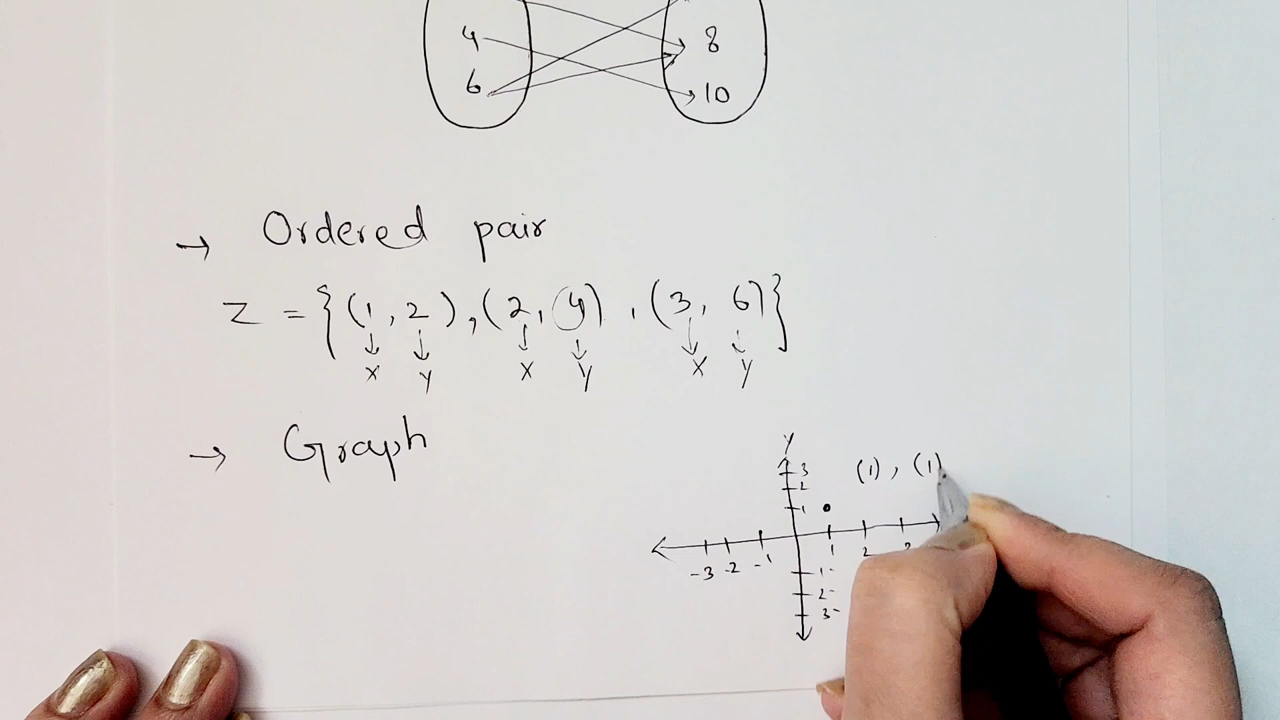 4 8
6 10
→ Ordered pair
Z = {(1, 2), (2, 4), (3, 6)}
↓ ↓ ↓ ↓ ↓ ↓
X Y X Y X Y
→ Graph
Y
3 (1), (1)
2
1
-3 -2 -1 1 2
1-
2-
3-